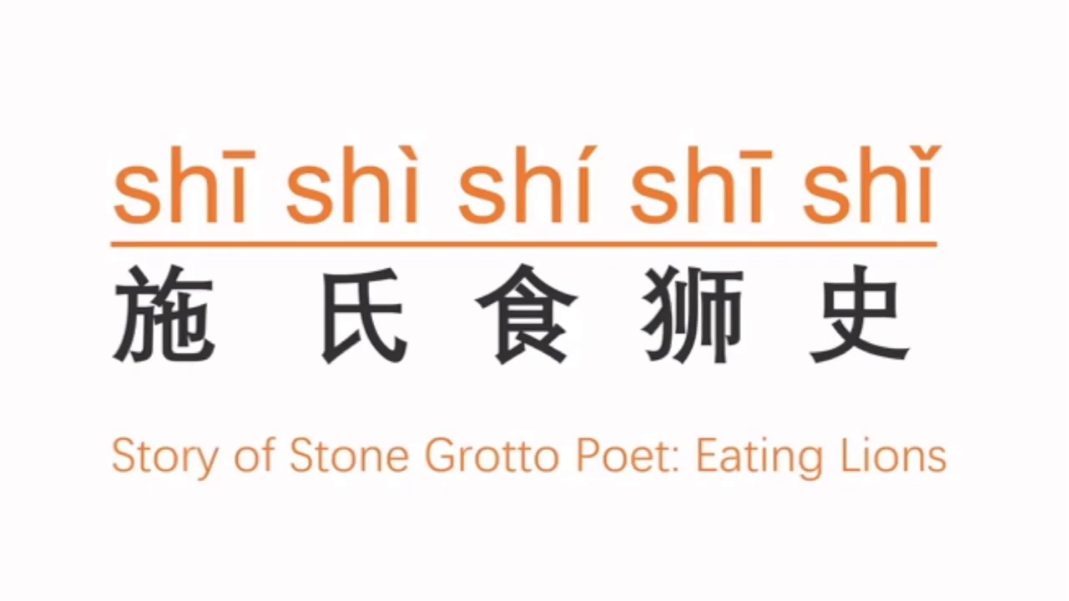 shī shì shí shī shǐ
施 氏 食 狮 史
Story of Stone Grotto Poet: Eating Lions